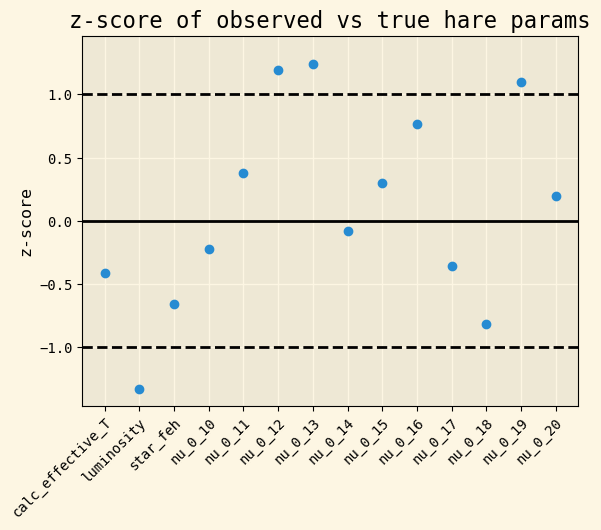 z-score of observed vs true hare params
z-score
1.0
0.5
0.0
−0.5
−1.0
calc_effective_T
luminosity
star_feh
nu_0_10
nu_0_11
nu_0_12
nu_0_13
nu_0_14
nu_0_15
nu_0_16
nu_0_17
nu_0_18
nu_0_19
nu_0_20